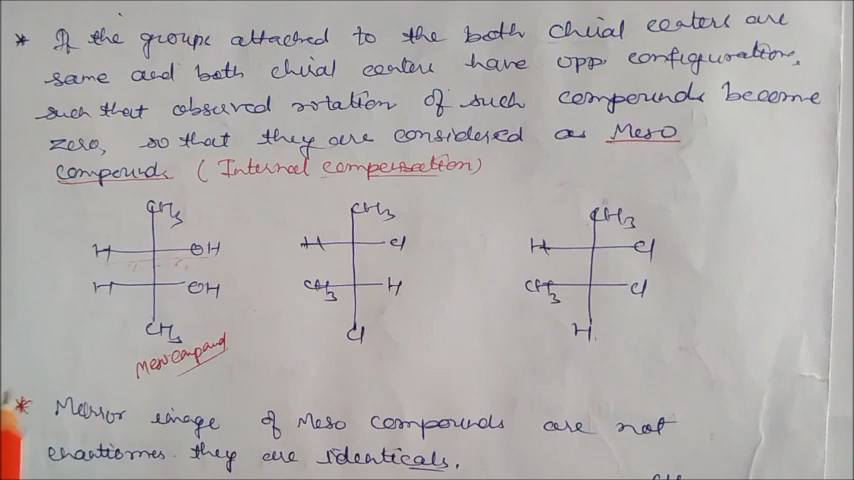 * If the groups attached to the both chiral centers are
same and both chiral centers have opp configuration,
such that observed rotation of such compounds become
zero, so that they are considered as Meso
compounds (Internal compensation)
CH3 CH3 CH3
H OH H Cl H Cl
H OH CH3 H CH3 Cl
CH3 Cl H
Meso compound
* Mirror image of Meso compounds are not
enantiomes. they are identicals.